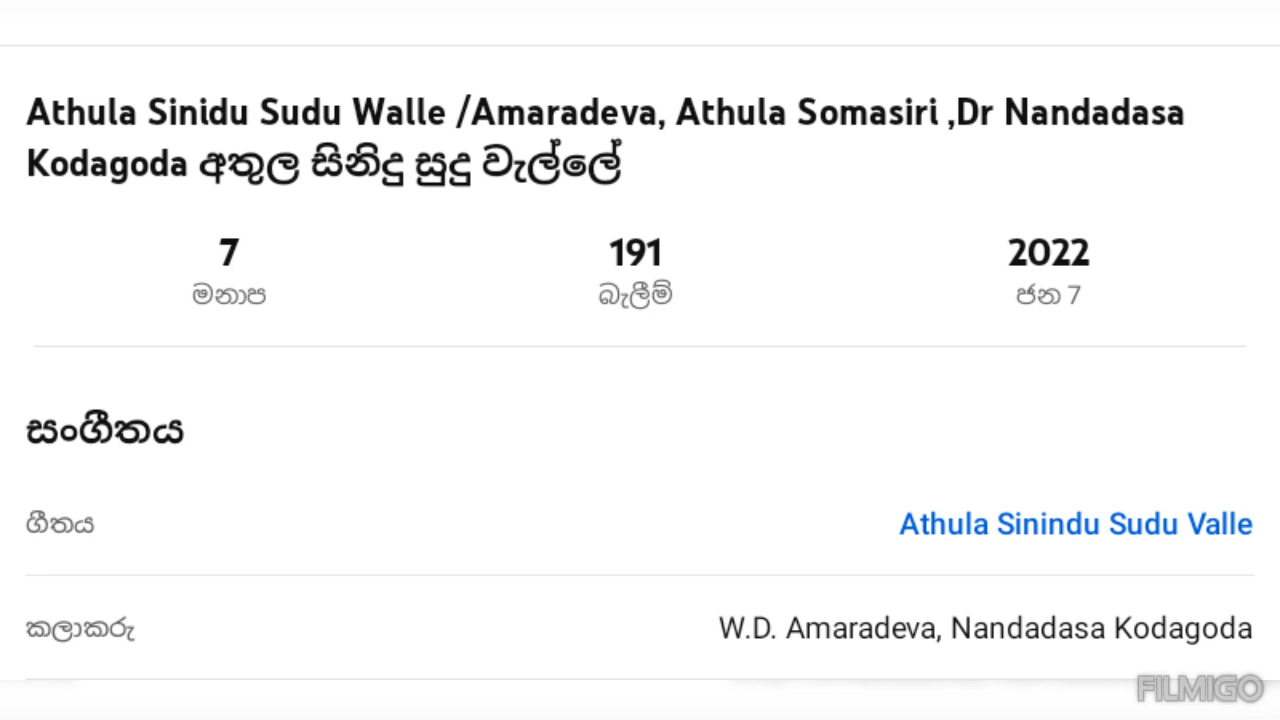 Athula Sinidu Sudu Walle /Amaradeva, Athula Somasiri ,Dr Nandadasa
Kodagoda අතුල සිනිදු සුදු වැල්ලේ
7 191 2022
මනාප බැලීම් ජන 7
සංගීතය
ගීතය Athula Sinindu Sudu Valle
කලාකරු W.D. Amaradeva, Nandadasa Kodagoda
FILMIGO